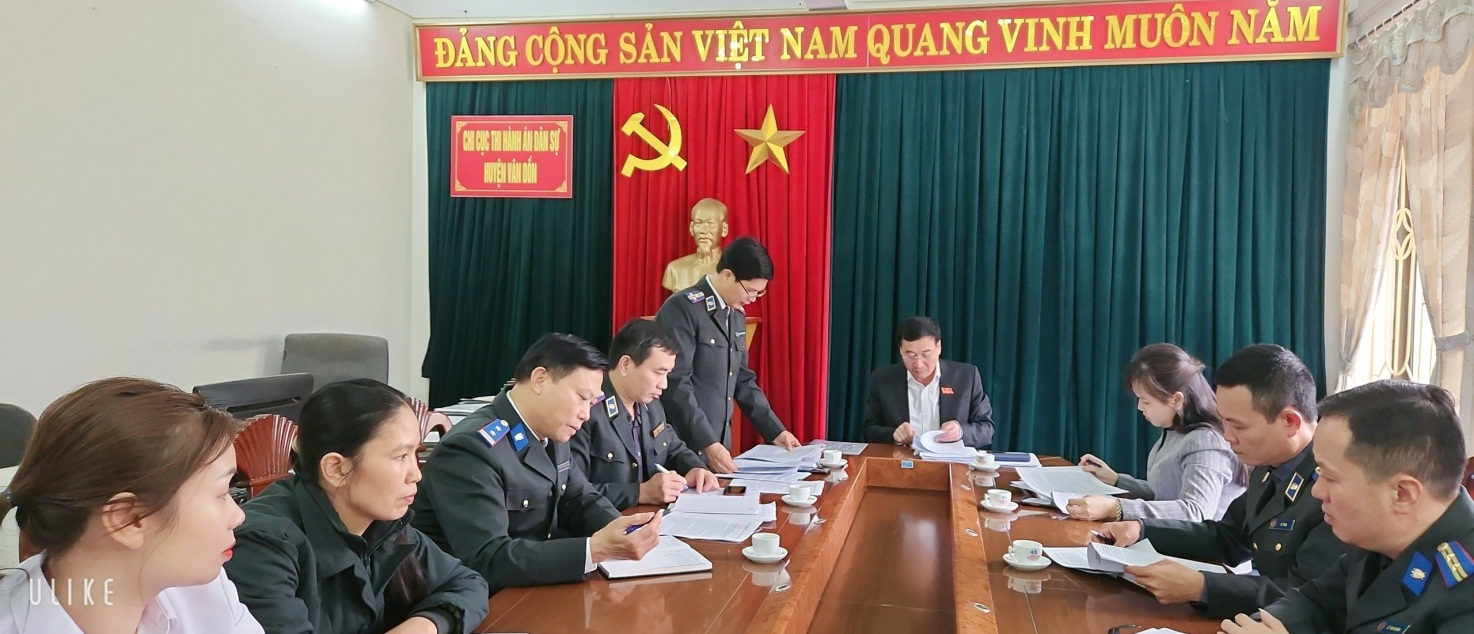 ĐẢNG CỘNG SẢN VIỆT NAM QUANG VINH MUÔN NĂM
CHI CỤC THI HÀNH ÁN DÂN SỰ
HUYỆN VÂN ĐỒN
ULIKE